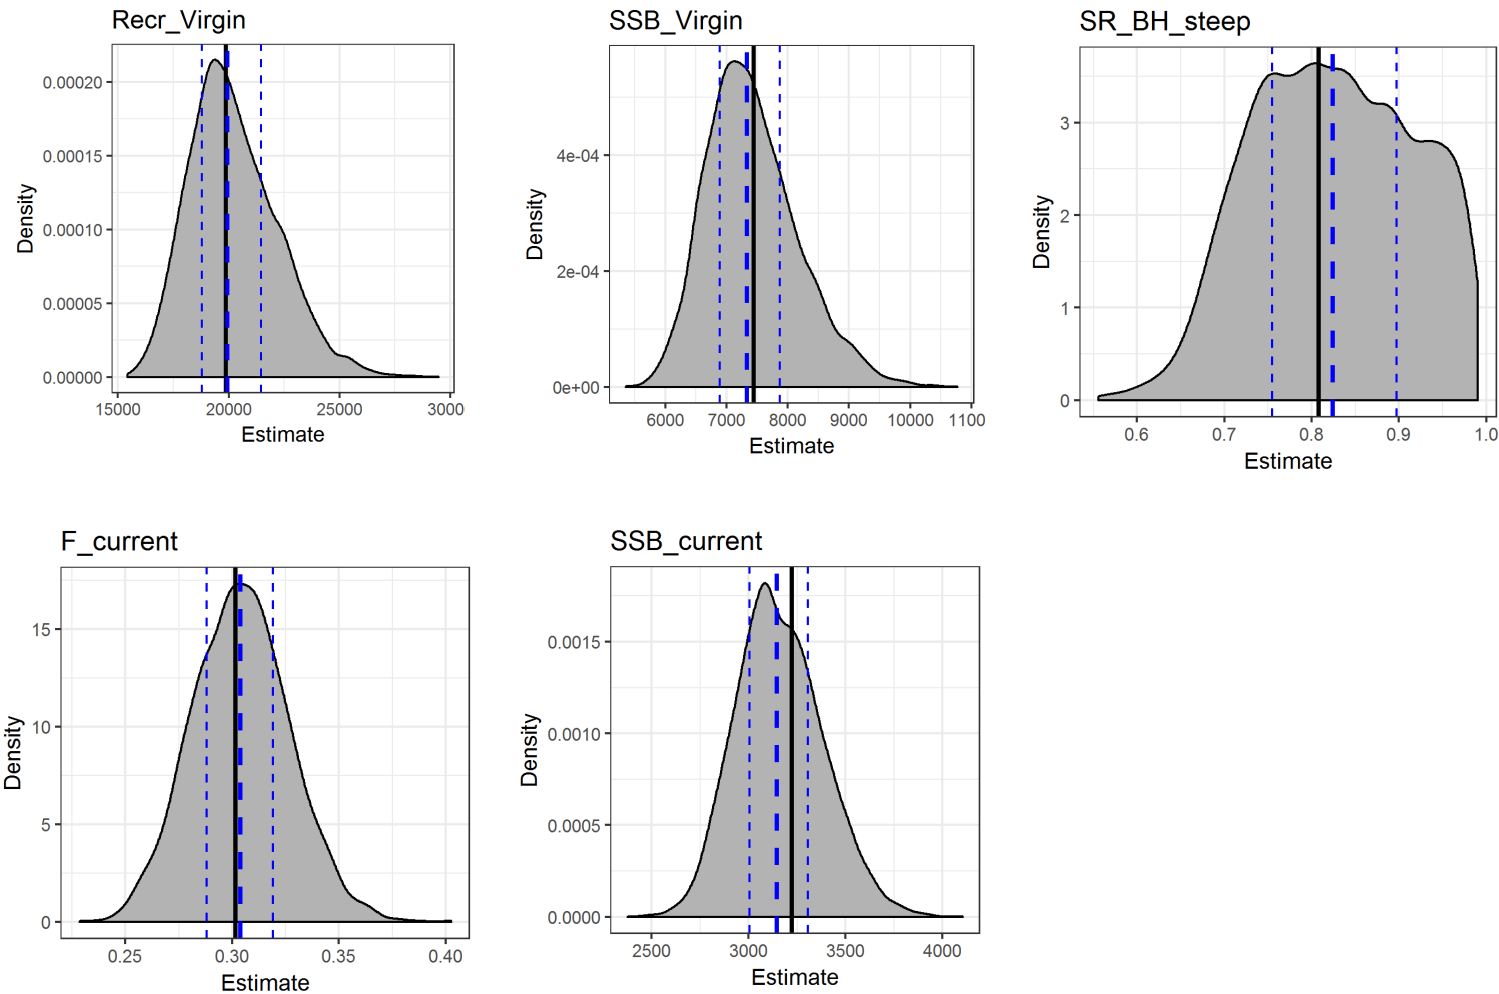 Recr_Virgin
SSB_Virgin
SR_BH_steep
Density
0.00020
0.00015
0.00010
0.00005
0.00000
15000 20000 25000 3000
Estimate
Density
4e-04
2e-04
0e+00
6000 7000 8000 9000 10000 1100
Estimate
Density
3
2
1
0
0.6 0.7 0.8 0.9 1.0
Estimate
F_current
SSB_current
Density
15
10
5
0
0.25 0.30 0.35 0.40
Estimate
Density
0.0015
0.0010
0.0005
0.0000
2500 3000 3500 4000
Estimate